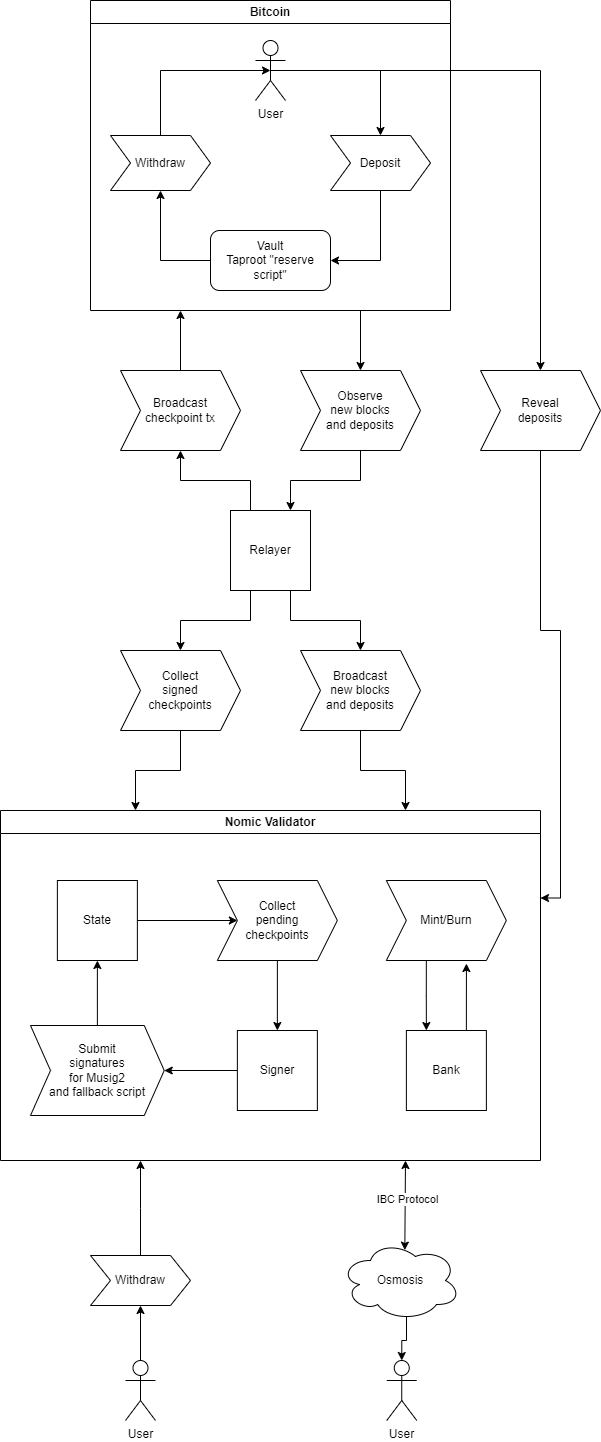 Bitcoin
User
Withdraw
Deposit
Vault
Taproot "reserve
script"
Broadcast
checkpoint tx
Observe
new blocks
and deposits
Reveal
deposits
Relayer
Collect
signed
checkpoints
Broadcast
new blocks
and deposits
Nomic Validator
State
Collect
pending
checkpoints
Mint/Burn
Submit
signatures
for Musig2
and fallback script
Signer
Bank
IBC Protocol
Withdraw
Osmosis
User
User